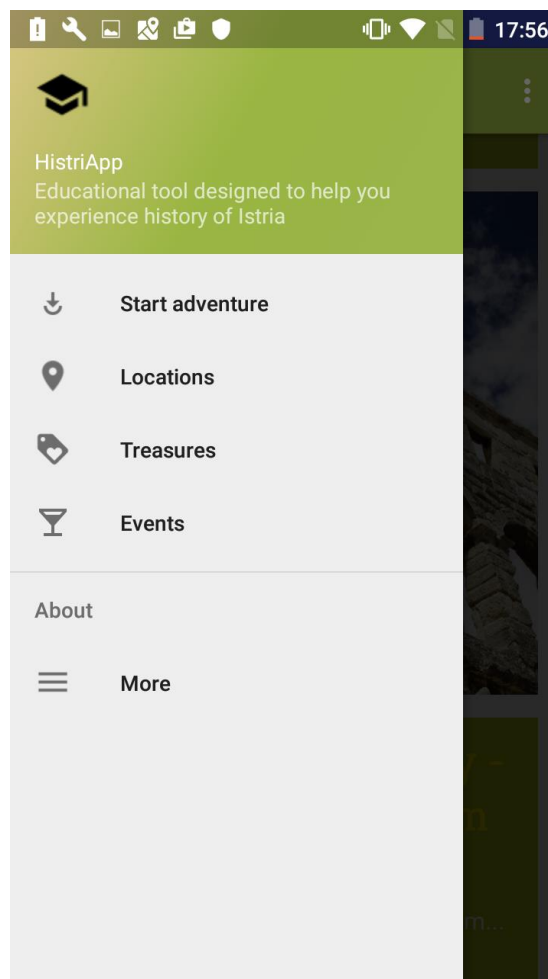 17:56
HistriApp
Educational tool designed to help you
experience history of Istria
Start adventure
Locations
Treasures
Events
About
More